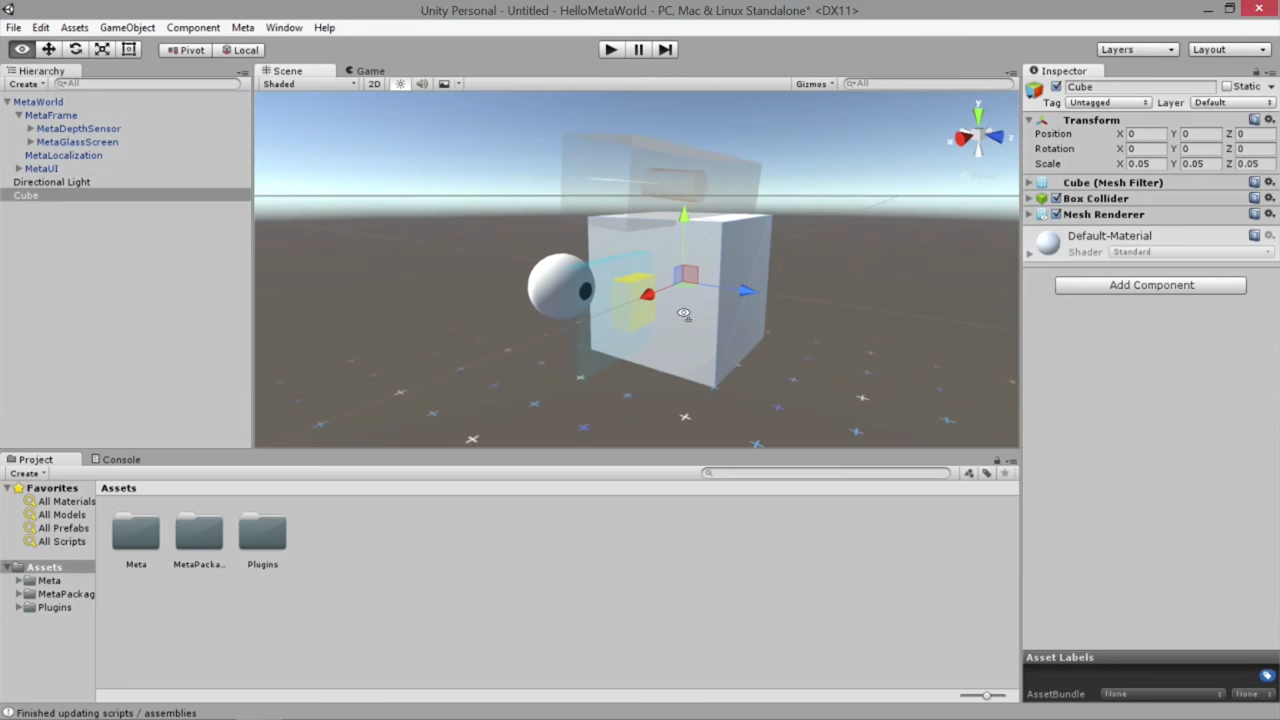 Unity Personal - Untitled - HelloMetaWorld - PC, Mac & Linux Standalone* <DX11>
File Edit Assets GameObject Component Meta Window Help
Pivot Local Layers Layout
Hierarchy
Create All
MetaWorld
MetaFrame
MetaDepthSensor
MetaGlassScreen
MetaLocalization
MetaUI
Directional Light
Cube
Scene Game
Shaded 2D Gizmos All
y
x z
Inspector
Cube Static
Tag Untagged Layer Default
Transform
Position X 0 Y 0 Z 0
Rotation X 0 Y 0 Z 0
Scale X 0.05 Y 0.05 Z 0.05
Cube (Mesh Filter)
Box Collider
Mesh Renderer
Default-Material
Shader Standard
Add Component
Project Console
Create
Favorites
All Materials
All Models
All Prefabs
All Scripts
Assets
Meta
MetaPackag
Plugins
Assets
Meta MetaPacka... Plugins
Asset Labels
AssetBundle None None
Finished updating scripts / assemblies